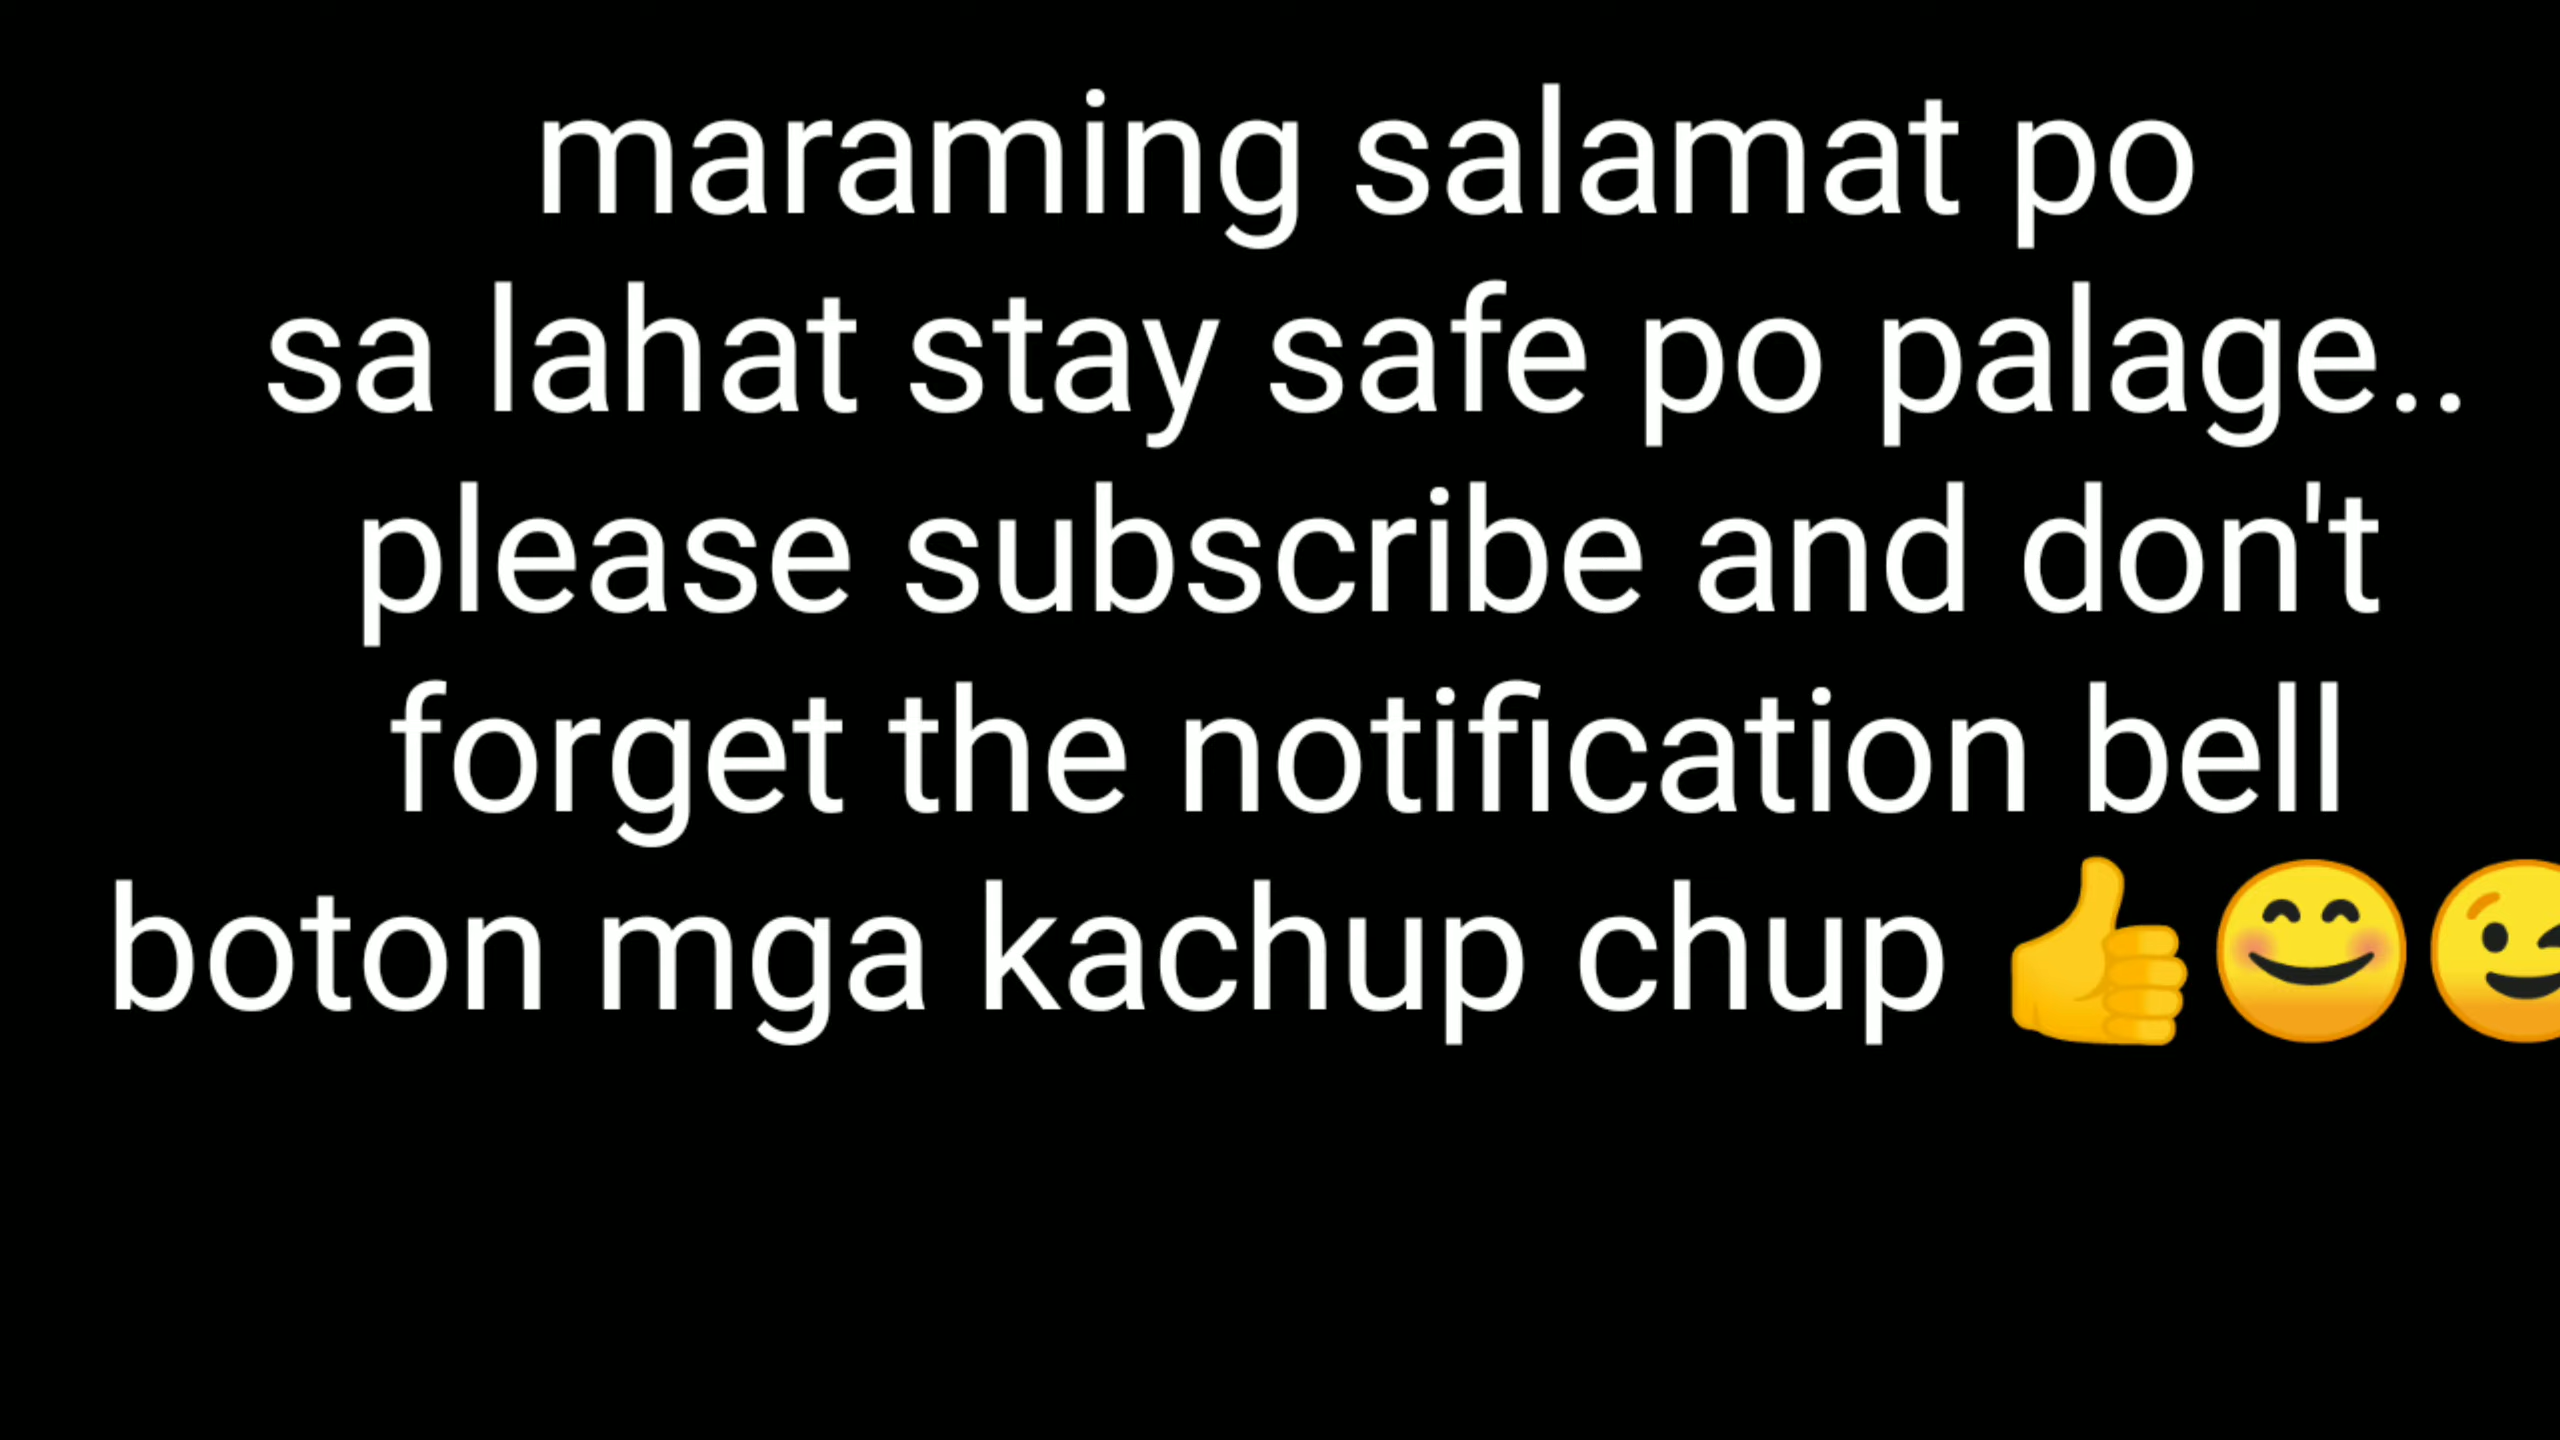 maraming salamat po
sa lahat stay safe po palage..
please subscribe and don't
forget the notification bell
boton mga kachup chup 👍😊😉